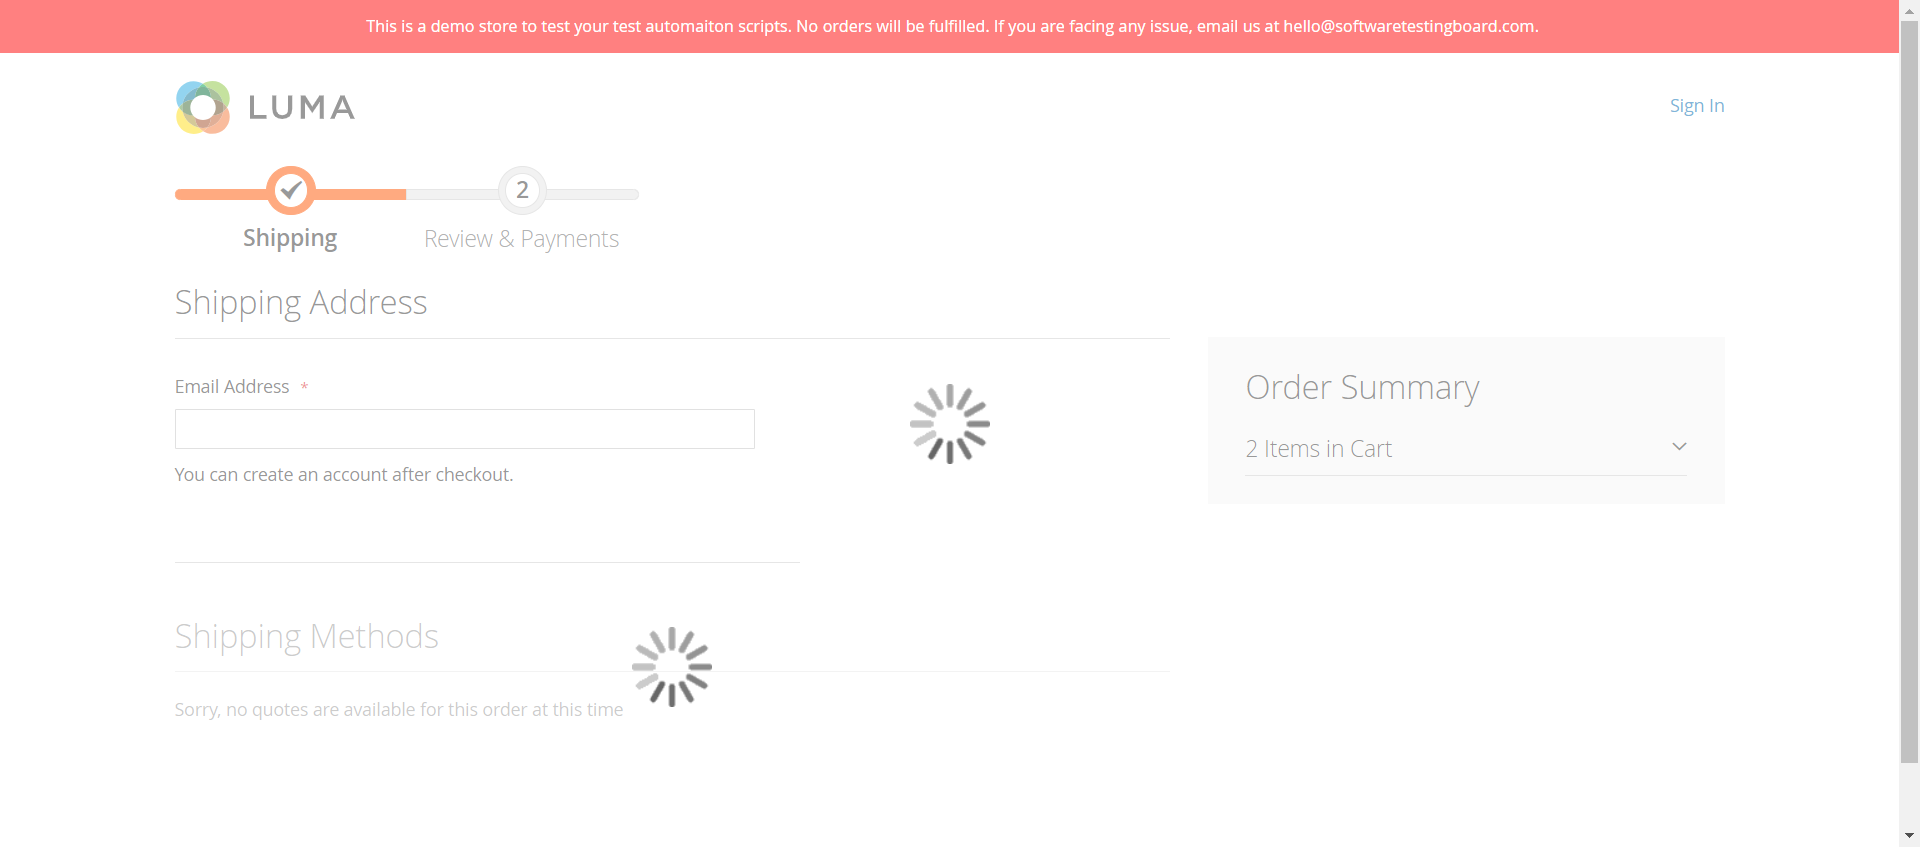 This is a demo store to test your test automaiton scripts. No orders will be fulfilled. If you are facing any issue, email us at hello@softwaretestingboard.com.
LUMA
Sign In
2
Shipping
Review & Payments
Shipping Address
Email Address *
Order Summary
2 Items in Cart
You can create an account after checkout.
Shipping Methods
Sorry, no quotes are available for this order at this time